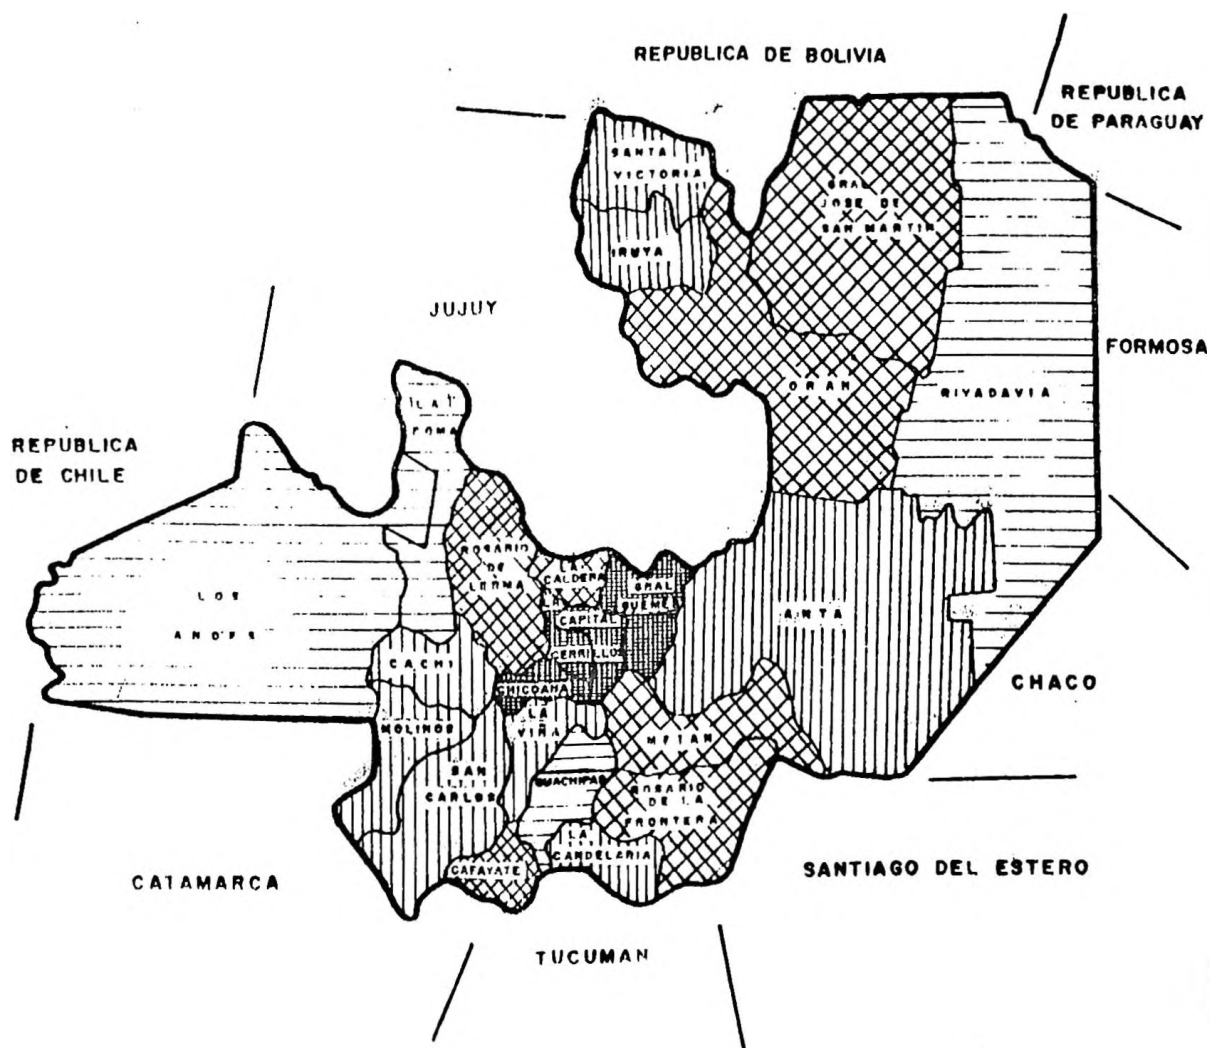 REPUBLICA DE BOLIVIA
REPUBLICA
DE PARAGUAY
SANTA
VICTORIA
GRAL
JOSE DE
SAN MARTIN
IRUYA
JUJUY
FORMOSA
ORAN
RIVADAVIA
LA
POMA
REPUBLICA
DE CHILE
ROSARIO
DE
LERMA
LA
CALDERA
GRAL
GUEMES
LOS
ANDES
CAPITAL
ANTA
CERRILLOS
CACHI
CHICOANA
CHACO
MOLINOS
LA
VIÑA
METAN
SAN
CARLOS
GUACHIPAS
ROSARIO
DE LA
FRONTERA
LA
CANDELARIA
CAFAYATE
CATAMARCA
SANTIAGO DEL ESTERO
TUCUMAN